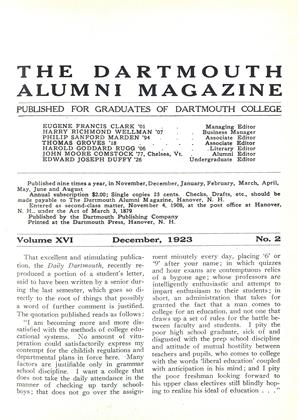 THE DARTMOUTH
ALUMNI MAGAZINE
PUBLISHED FOR GRADUATES OF DARTMOUTH COLLEGE
EUGENE FRANCIS CLARK '01 Managing Editor
HARRY RICHMOND WELLMAN '07 Business Manager
PHILIP SANFORD MARDEN '94 Associate Editor
THOMAS GROVES '18 Associate Editor
HAROLD GODDARD RUGG '06 Literary Editor
JOHN MOORE COMSTOCK '77, Chelsea, Vt. Alumni Editor
EDWARD JOSEPH DUFFY '26 Undergraduate Editor
Published nine times a year, in November, December, January, February, March, April,
May, June and August
Annual subscription $2.00; Single copies 25 cents. Checks, Drafts, etc., should be
made payable to The Dartmouth Alumni Magazine, Hanover, N. H.
Entered as second-class matter, November 4, 1908, at the post office at Hanover,
N. H., under the Act of March 3, 1879
Published by the Dartmouth Publishing Company
Printed at the Dartmouth Press, Hanover, N. H.
Volume XVI December, 1923 No. 2
That excellent and stimulating publica-
tion, the Daily Dartmouth, recently re-
produced a portion of a student's letter,
said to have been written by a senior dur-
ing the last semester, which goes so di-
rectly to the root of things that possibly
a word of further comment is justified.
The quotation published reads as follows:
"I am becoming more and more dis-
satisfied with the methods of college edu-
cational systems. No amount of vitu-
peration could satisfactorily express my
contempt for the childish regulations and
departmental plans in force here. Many
factors are justifiable only in grammar
school discipline. I want a college that
does not take the daily attendance with
the manner of checking up tardy school-
boys; that does not go over the assign-
ment minutely every day, placing '6' or
'9' after your name; in which quizzes
and hour exams are contemptuous relics
of a bygone age; whose professors are
intelligently enthusiastic and attempt to
instill their enthusiasm to their students; in
short, an administration that takes for
granted the fact that a man comes to
college for an education, and not one that
draws up a set of rules for the battle be-
tween faculty and students. I pity the
poor high school graduate, sick of and
disgusted with the prep school discipline
and attitude of mutual hostility between
teachers and pupils, who comes to college
with the words 'liberal education' coupled
with anticipation in his mind; and I pity
the poor freshman looking forward to
his upper class electives still blindly hop-
ing to realize his ideal of education . . ."